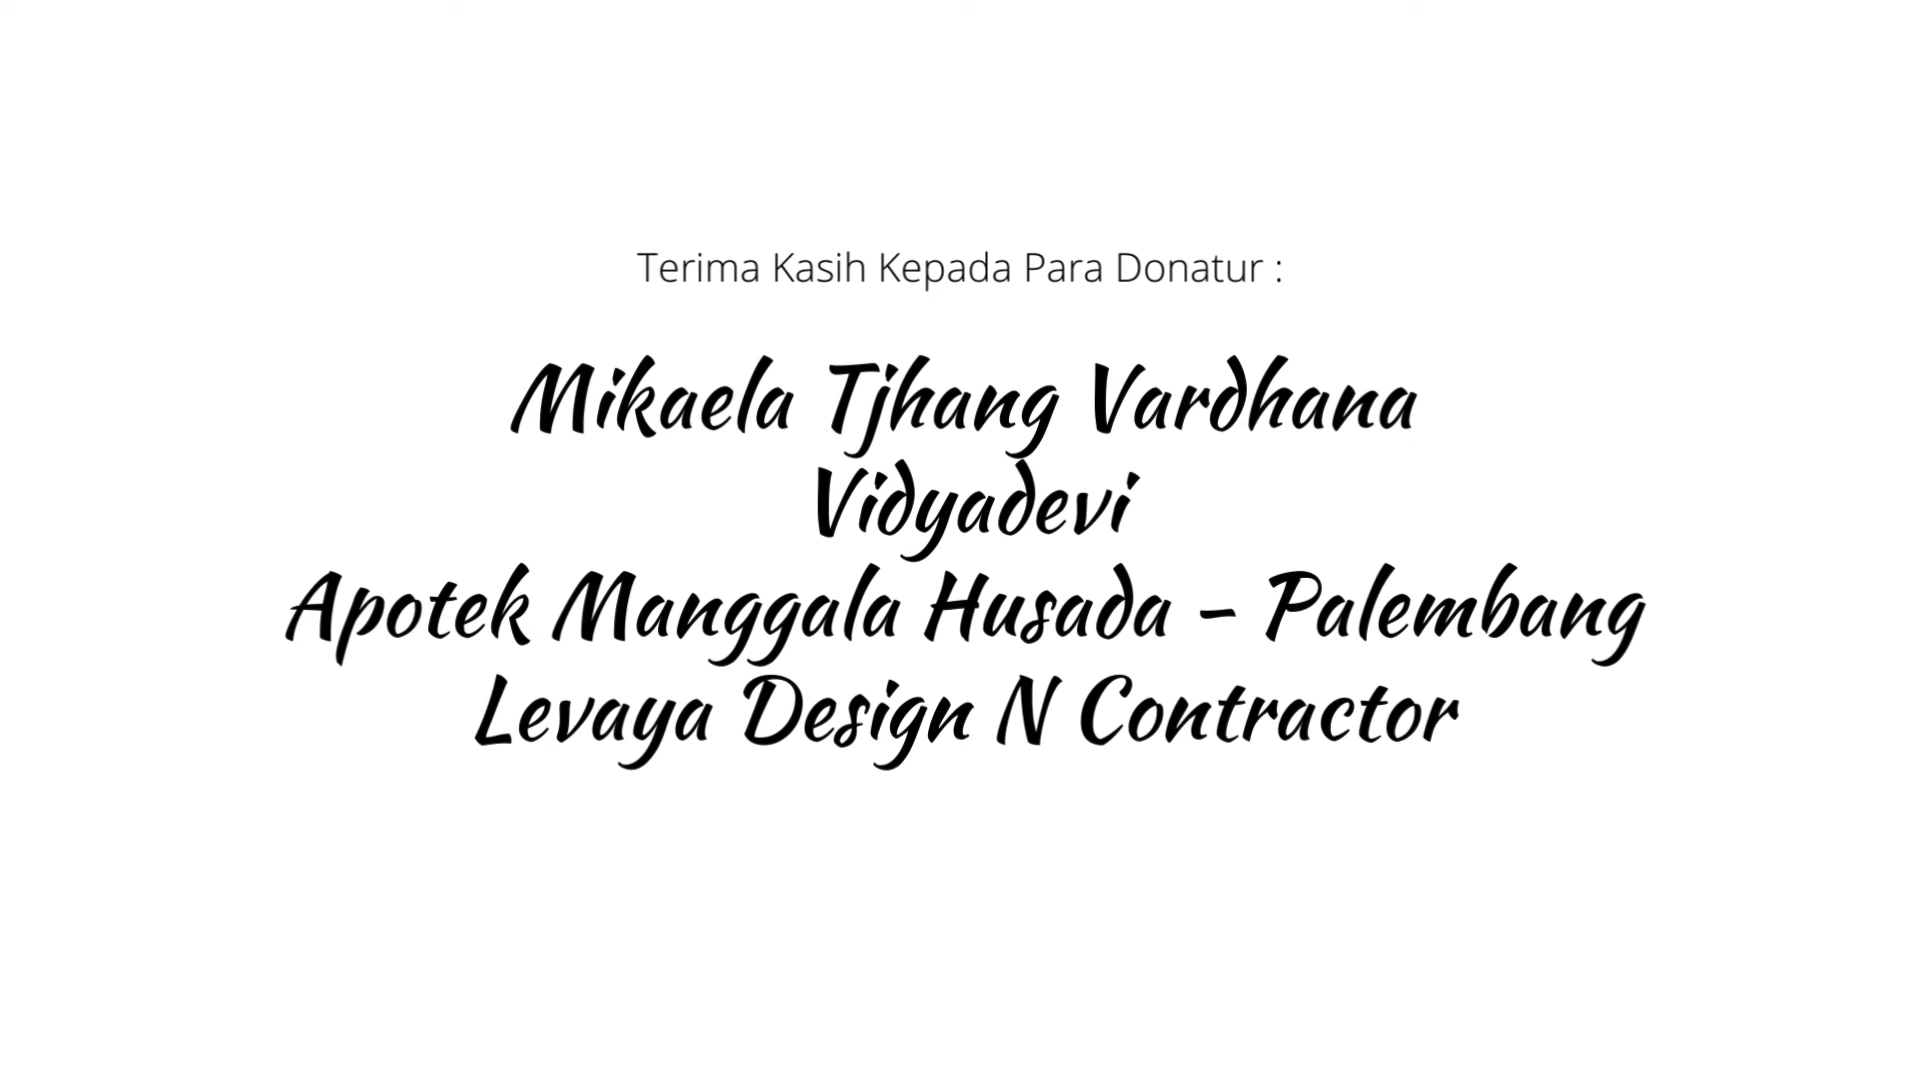 Terima Kasih Kepada Para Donatur :
Mikaela Tjhang Vardhana
Vidyadevi
Apotek Manggala Husada - Palembang
Levaya Design N Contractor